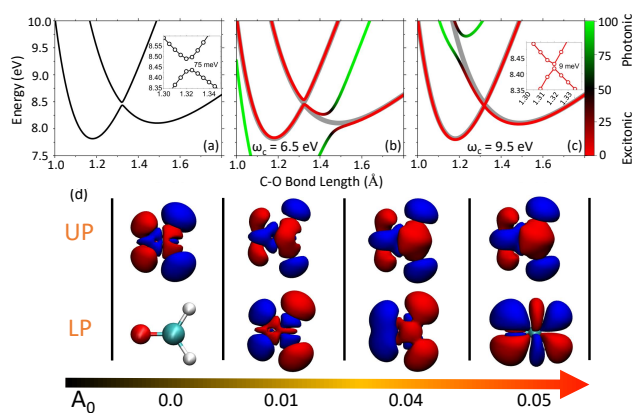 10.0
9.5
9.0
8.5
8.0
7.5
Energy (eV)
8.55
8.50
8.45
8.40
8.35
75 meV
1.30 1.32 1.34
(a)
ω_c = 6.5 eV
(b)
8.45
8.40
8.35
9 meV
1.30 1.31 1.32 1.33
ω_c = 9.5 eV
(c)
1.0 1.2 1.4 1.6 1.0 1.2 1.4 1.6 1.0 1.2 1.4 1.6
C-O Bond Length (Å)
100
75
50
25
0
Photonic
Excitonic
(d)
UP
LP
A₀ 0.0 0.01 0.04 0.05